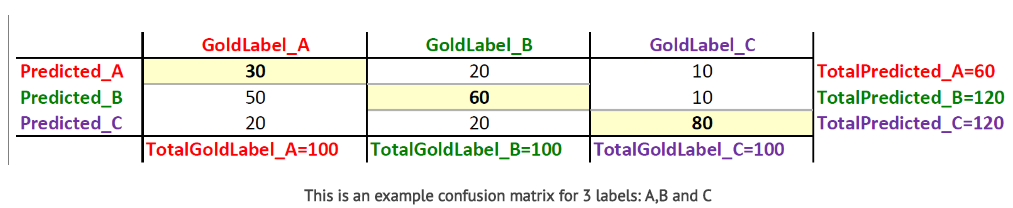 GoldLabel_A GoldLabel_B GoldLabel_C
Predicted_A 30 20 10 TotalPredicted_A=60
Predicted_B 50 60 10 TotalPredicted_B=120
Predicted_C 20 20 80 TotalPredicted_C=120
TotalGoldLabel_A=100 TotalGoldLabel_B=100 TotalGoldLabel_C=100
This is an example confusion matrix for 3 labels: A,B and C